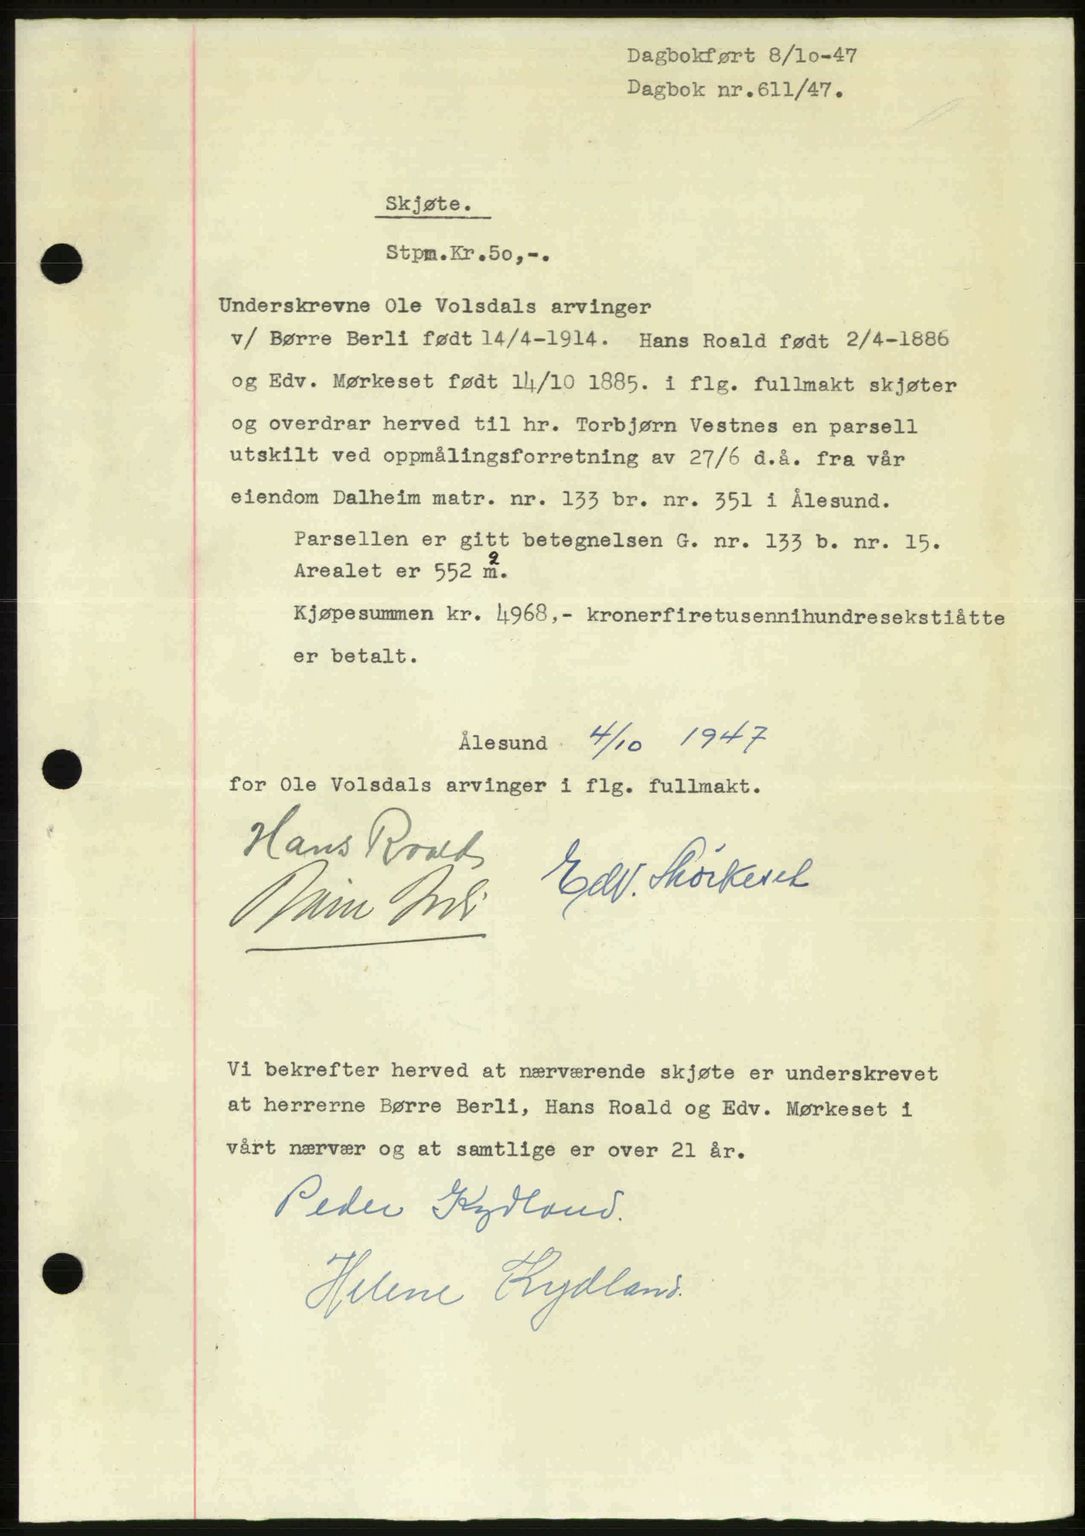 Dagbokført 8/10-47
Dagbok nr.611/47.
Skjøte.
Stpm.Kr.50,-.
Underskrevne Ole Volsdals arvinger
v/ Børre Berli født 14/4-1914. Hans Roald født 2/4-1886
og Edv. Mørkeset født 14/10 1885. i flg. fullmakt skjøter
og overdrar herved til hr. Torbjørn Vestnes en parsell
utskilt ved oppmålingsforretning av 27/6 d.å. fra vår
eiendom Dalheim matr. nr. 133 br. nr. 351 i Ålesund.
Parsellen er gitt betegnelsen G. nr. 133 b. nr. 15.
Arealet er 552 m².
Kjøpesummen kr. 4968,- kronerfiretusennihundresekstiåtte
er betalt.
Ålesund 4/10 1947
for Ole Volsdals arvinger i flg. fullmakt.
Hans Roald
Børre Berli
Edv. Mørkeset
Vi bekrefter herved at nærværende skjøte er underskrevet
at herrerne Børre Berli, Hans Roald og Edv. Mørkeset i
vårt nærvær og at samtlige er over 21 år.
Peder Kydland.
Helene Kydland.